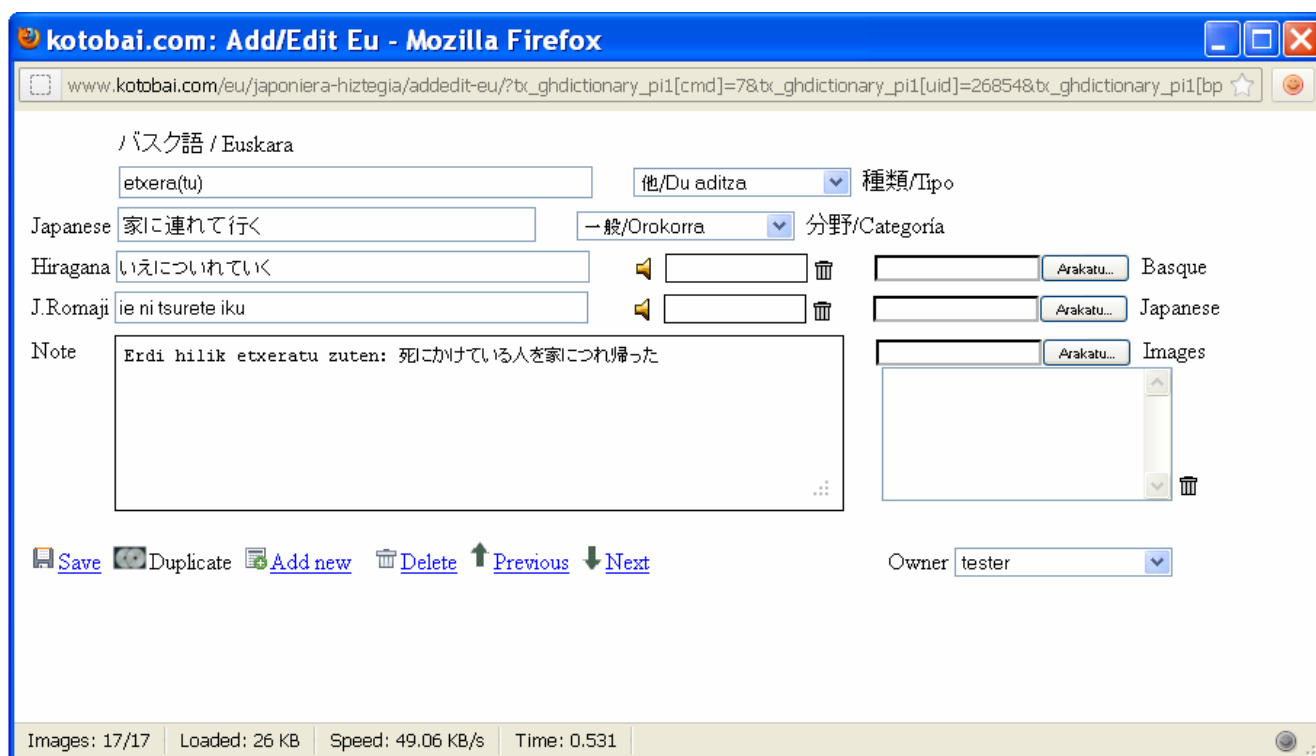 kotobai.com: Add/Edit Eu - Mozilla Firefox
www.kotobai.com/eu/japoniera-hiztegia/addedit-eu/?tx_ghdictionary_pi1[cmd]=7&tx_ghdictionary_pi1[uid]=26854&tx_ghdictionary_pi1[bp
バスク語 / Euskara
etxera(tu) 他/Du aditza 種類/Tipo
Japanese 家に連れて行く 一般/Orokorra 分野/Categoría
Hiragana いえについれていく Arakatu... Basque
J.Romaji ie ni tsurete iku Arakatu... Japanese
Note Erdi hilik etxeratu zuten: 死にかけている人を家につれ帰った Arakatu... Images
Save Duplicate Add new Delete Previous Next Owner tester
Images: 17/17 Loaded: 26 KB Speed: 49.06 KB/s Time: 0.531